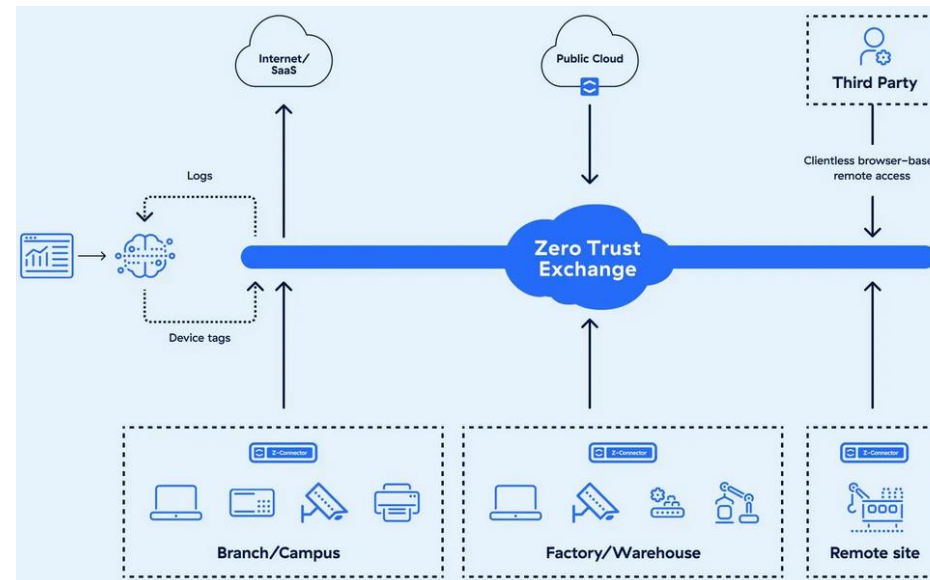 Internet/
SaaS
Public Cloud
Third Party
Clientless browser-base
remote access
Logs
Zero Trust
Exchange
Device tags
Z-Connector
Z-Connector
Z-Connector
Branch/Campus
Factory/Warehouse
Remote site